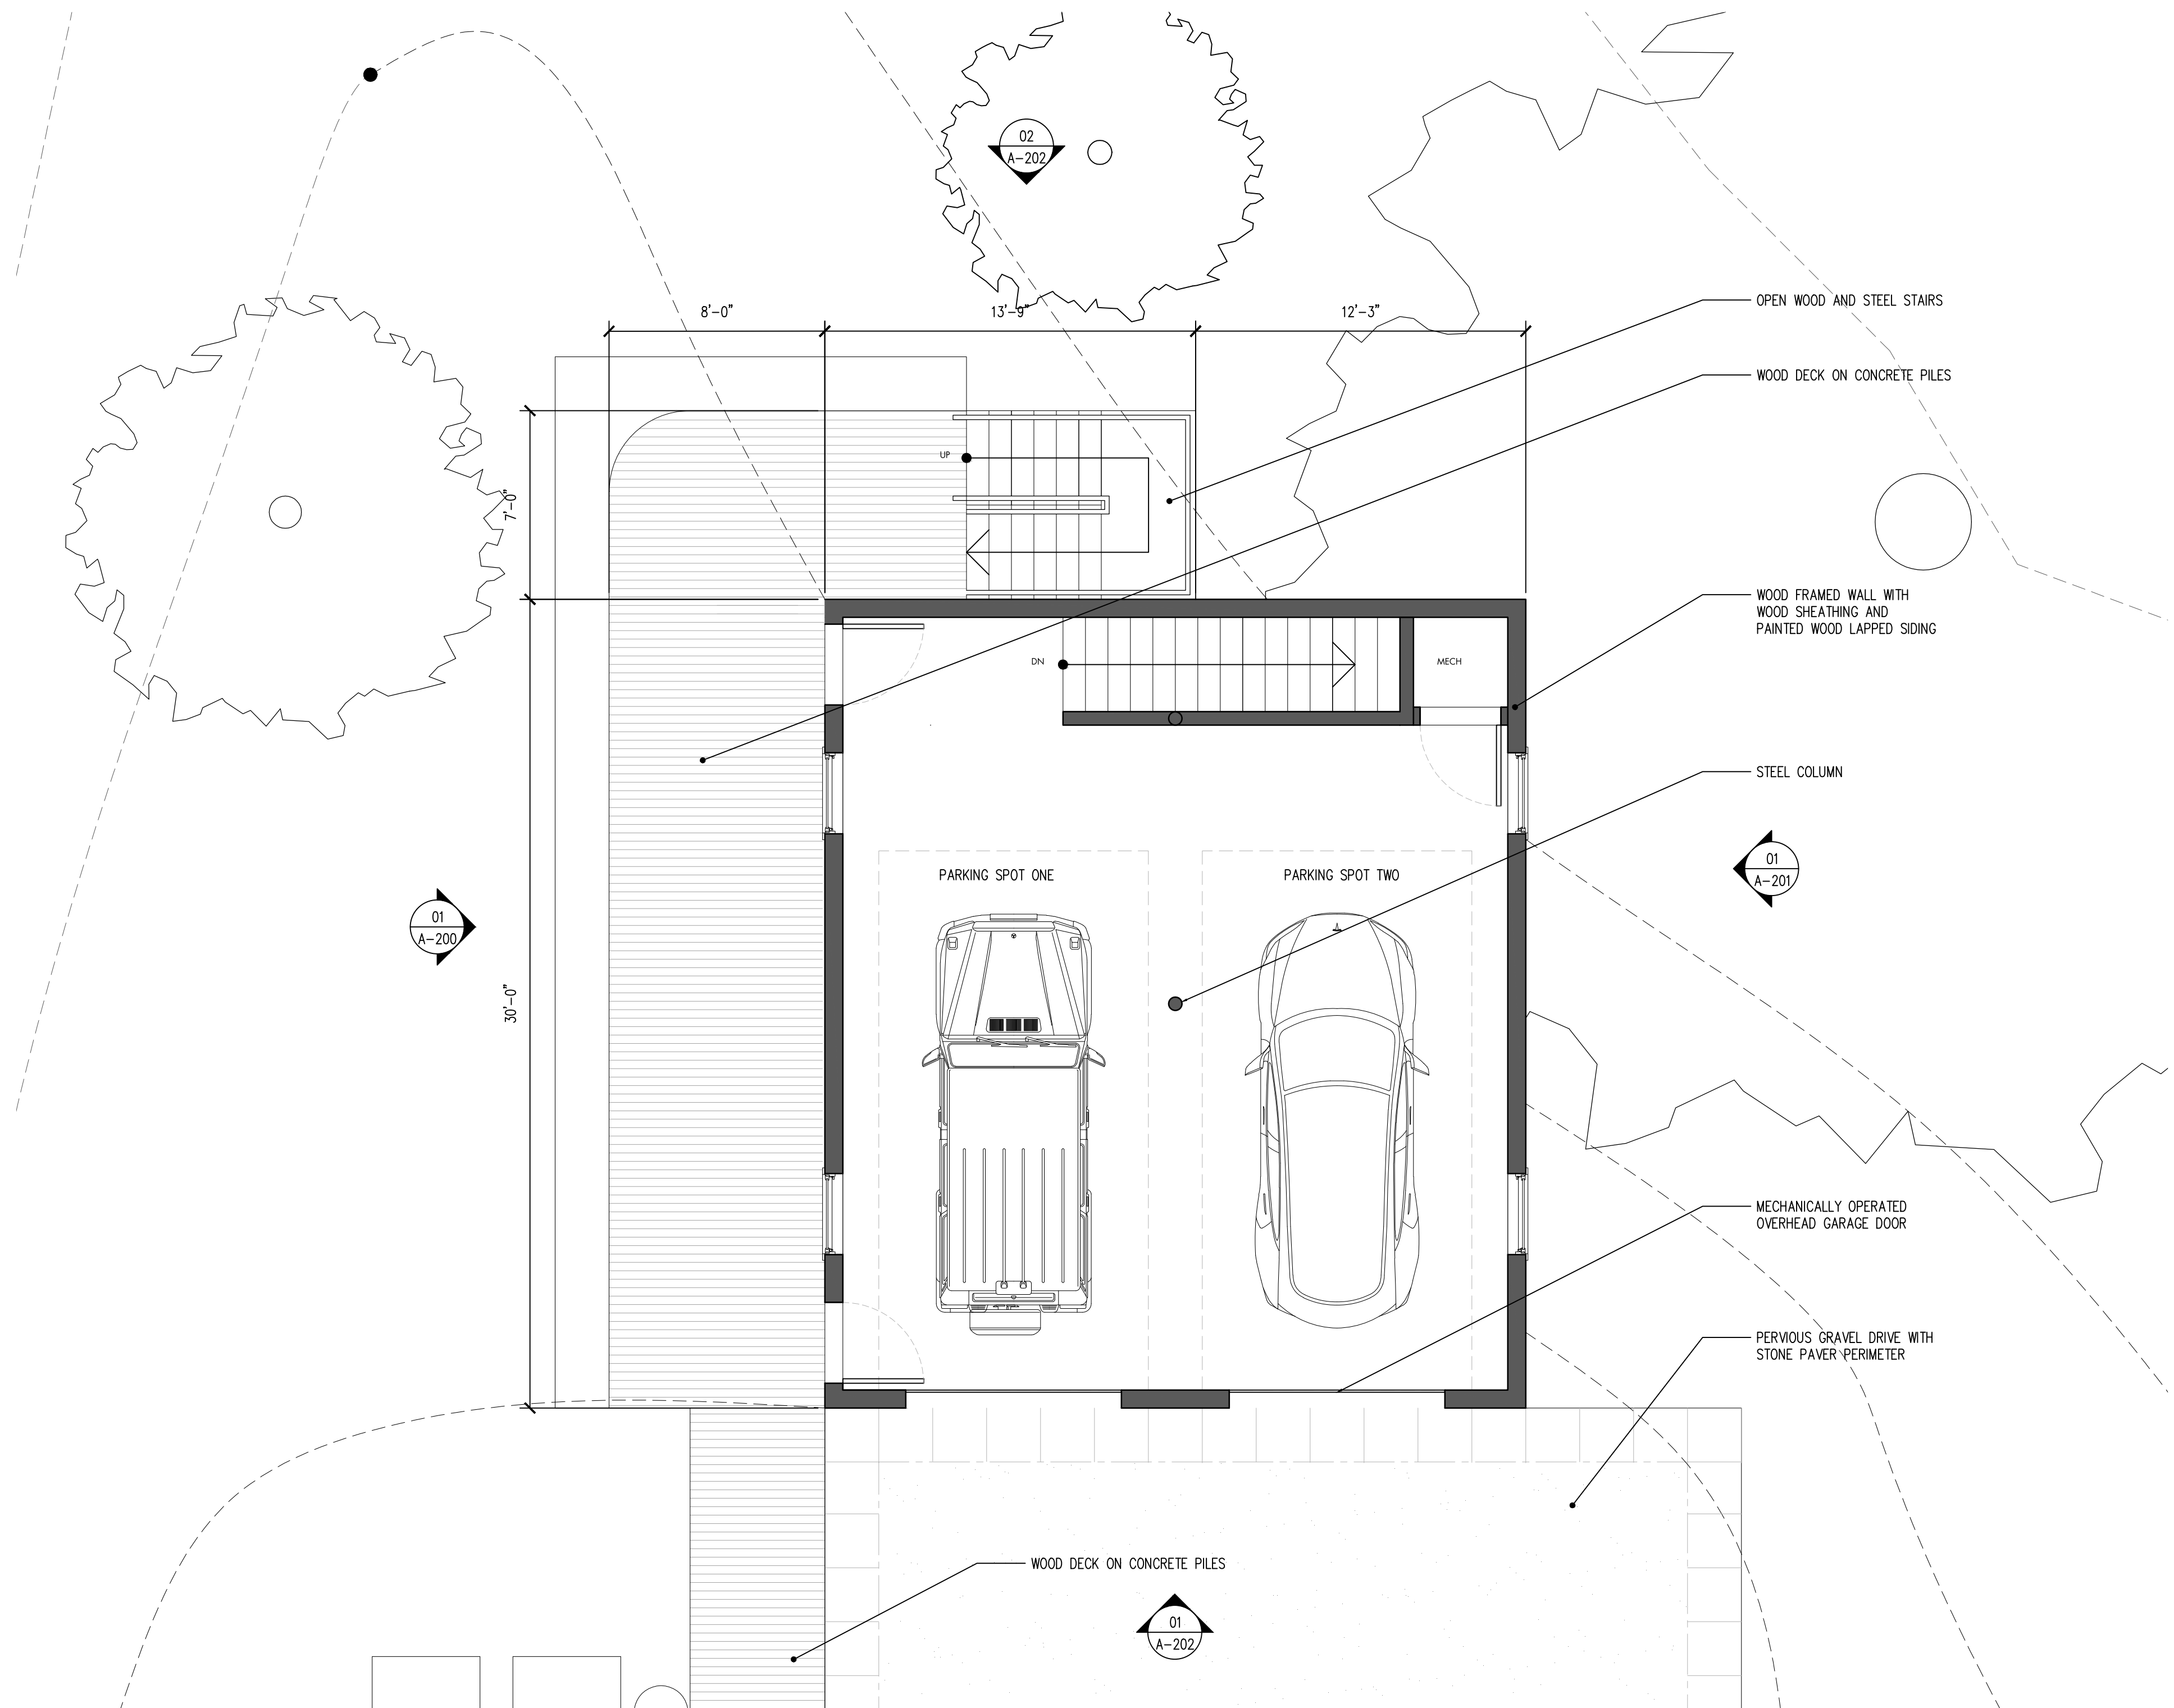 02
A-202
8'-0"
13'-9"
12'-3"
OPEN WOOD AND STEEL STAIRS
WOOD DECK ON CONCRETE PILES
UP
7'-0"
WOOD FRAMED WALL WITH
WOOD SHEATHING AND
PAINTED WOOD LAPPED SIDING
DN
MECH
STEEL COLUMN
PARKING SPOT ONE
PARKING SPOT TWO
01
A-201
01
A-200
30'-0"
MECHANICALLY OPERATED
OVERHEAD GARAGE DOOR
PERVIOUS GRAVEL DRIVE WITH
STONE PAVER PERIMETER
WOOD DECK ON CONCRETE PILES
01
A-202